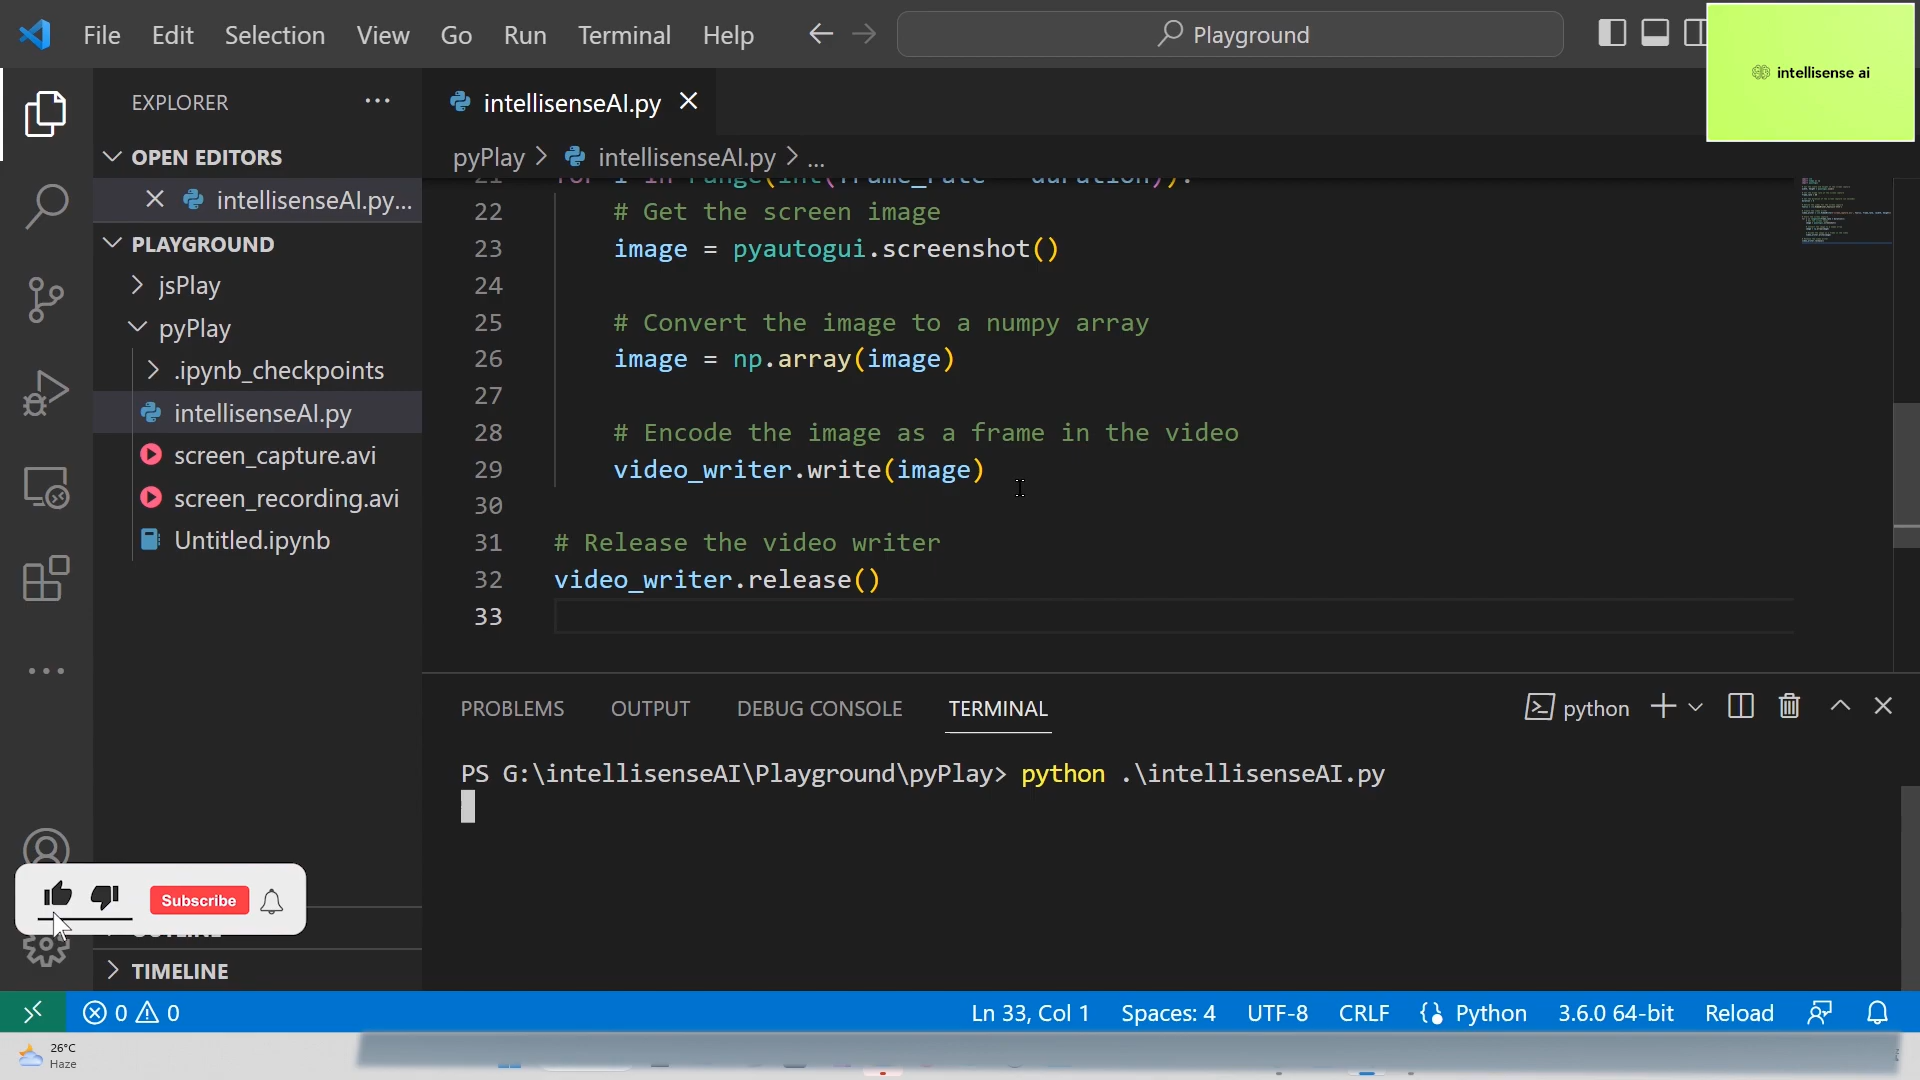 File Edit Selection View Go Run Terminal Help
Playground
intellisense ai
EXPLORER
OPEN EDITORS
intellisenseAI.py...
PLAYGROUND
jsPlay
pyPlay
.ipynb_checkpoints
intellisenseAI.py
screen_capture.avi
screen_recording.avi
Untitled.ipynb
TIMELINE
intellisenseAI.py
pyPlay > intellisenseAI.py > ...
22 # Get the screen image
23 image = pyautogui.screenshot()
24
25 # Convert the image to a numpy array
26 image = np.array(image)
27
28 # Encode the image as a frame in the video
29 video_writer.write(image)
30
31 # Release the video writer
32 video_writer.release()
33
PROBLEMS OUTPUT DEBUG CONSOLE TERMINAL
python
PS G:\intellisenseAI\Playground\pyPlay> python .\intellisenseAI.py
Subscribe
0 0
Ln 33, Col 1 Spaces: 4 UTF-8 CRLF Python 3.6.0 64-bit Reload
26°C
Haze